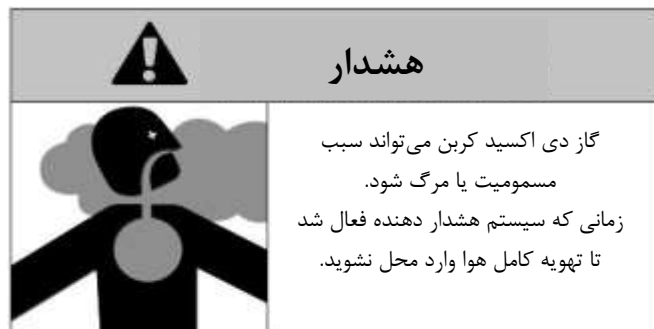 هشدار
گاز دی اکسید کربن می‌تواند سبب
مسمومیت یا مرگ شود.
زمانی که سیستم هشدار دهنده فعال شد
تا تهویه کامل هوا وارد محل نشوید.